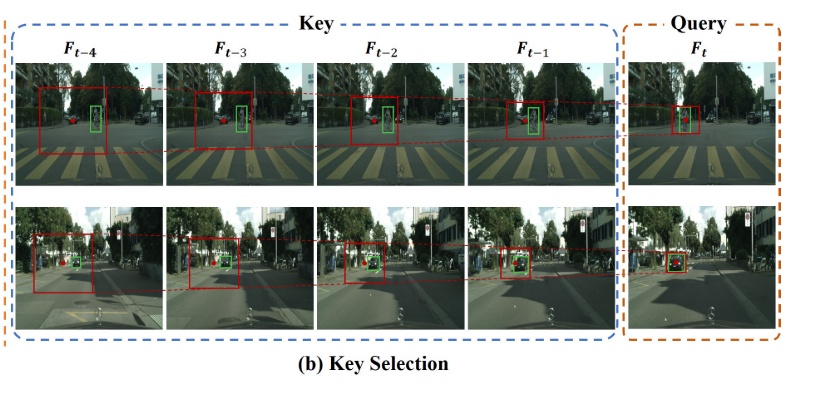 Key
Query
F_{t-4}
F_{t-3}
F_{t-2}
F_{t-1}
F_t
(b) Key Selection